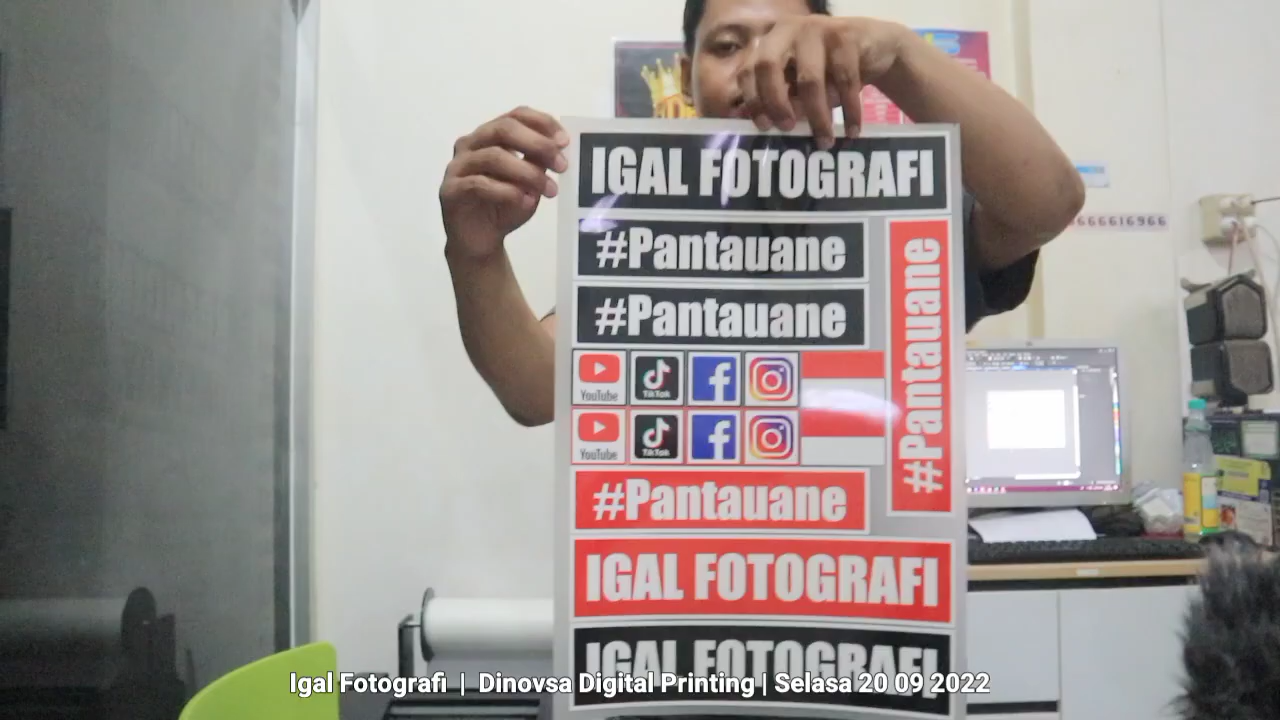 IGAL FOTOGRAFI
#Pantauane
#Pantauane
#Pantauane
YouTube TikTok
YouTube TikTok
#Pantauane
IGAL FOTOGRAFI
IGAL FOTOGRAFI
666616966
Igal Fotografi | Dinovsa Digital Printing | Selasa 20 09 2022